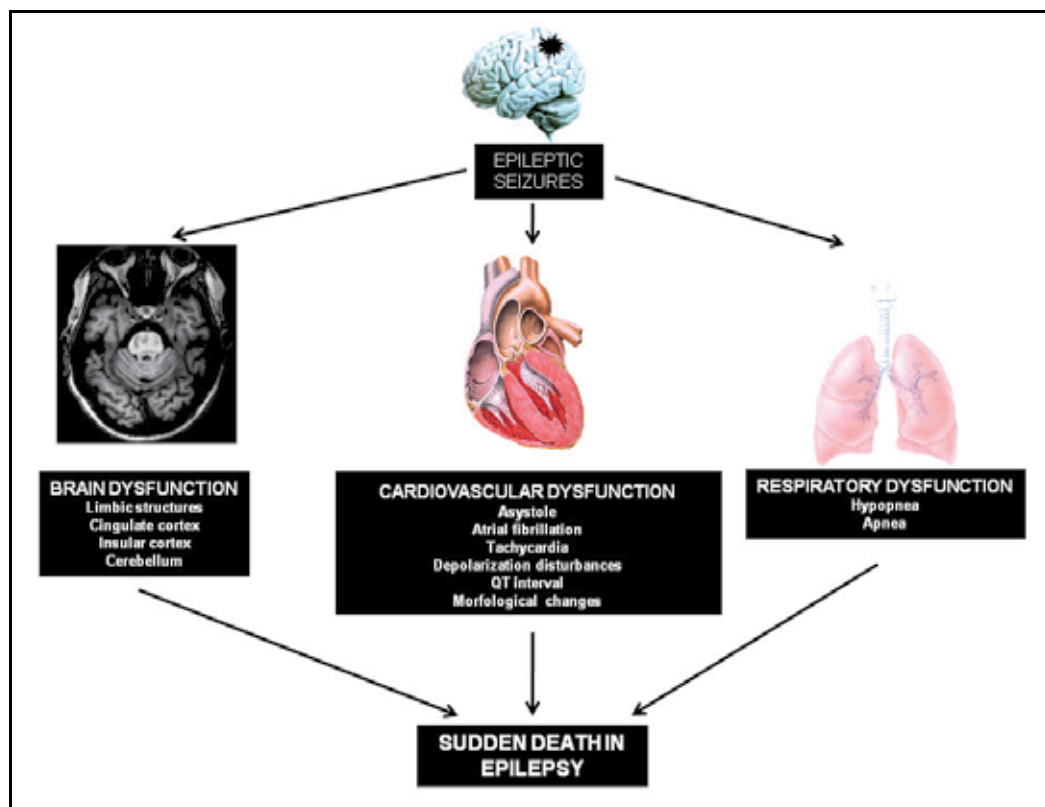 EPILEPTIC
SEIZURES
BRAIN DYSFUNCTION
Limbic structures
Cingulate cortex
Insular cortex
Cerebellum
CARDIOVASCULAR DYSFUNCTION
Asystole
Atrial fibrillation
Tachycardia
Depolarization disturbances
QT interval
Morfological changes
RESPIRATORY DYSFUNCTION
Hypopnea
Apnea
SUDDEN DEATH IN
EPILEPSY